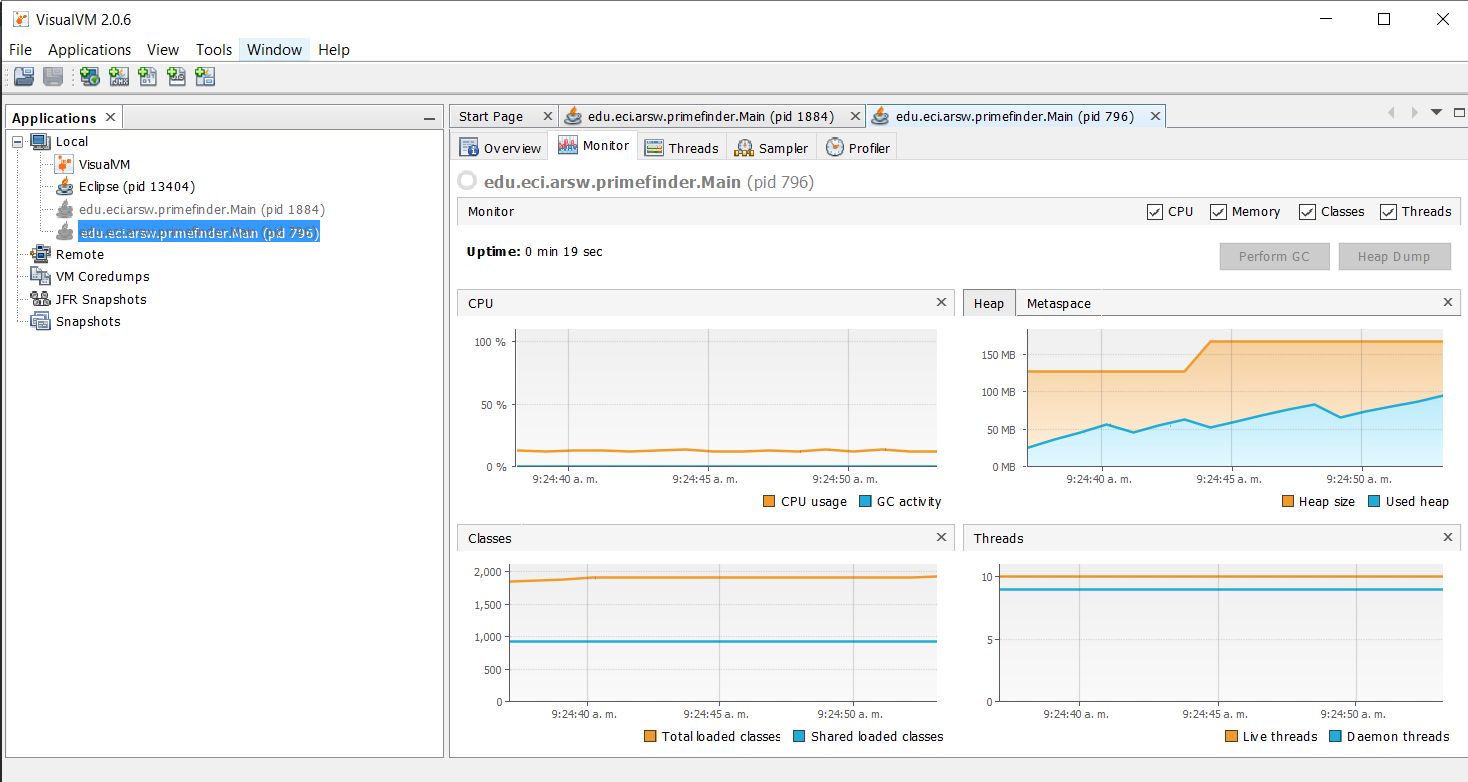 VisualVM 2.0.6
File Applications View Tools Window Help
Applications
Local
VisualVM
Eclipse (pid 13404)
edu.eci.arsw.primefinder.Main (pid 1884)
edu.eci.arsw.primefinder.Main (pid 796)
Remote
VM Coredumps
JFR Snapshots
Snapshots
Start Page edu.eci.arsw.primefinder.Main (pid 1884) edu.eci.arsw.primefinder.Main (pid 796)
Overview Monitor Threads Sampler Profiler
edu.eci.arsw.primefinder.Main (pid 796)
Monitor CPU Memory Classes Threads
Uptime: 0 min 19 sec Perform GC Heap Dump
CPU
100 %
50 %
0 %
9:24:40 a. m. 9:24:45 a. m. 9:24:50 a. m.
CPU usage GC activity
Heap Metaspace
150 MB
100 MB
50 MB
0 MB
9:24:40 a. m. 9:24:45 a. m. 9:24:50 a. m.
Heap size Used heap
Classes
2,000
1,500
1,000
500
0
9:24:40 a. m. 9:24:45 a. m. 9:24:50 a. m.
Total loaded classes Shared loaded classes
Threads
10
5
0
9:24:40 a. m. 9:24:45 a. m. 9:24:50 a. m.
Live threads Daemon threads